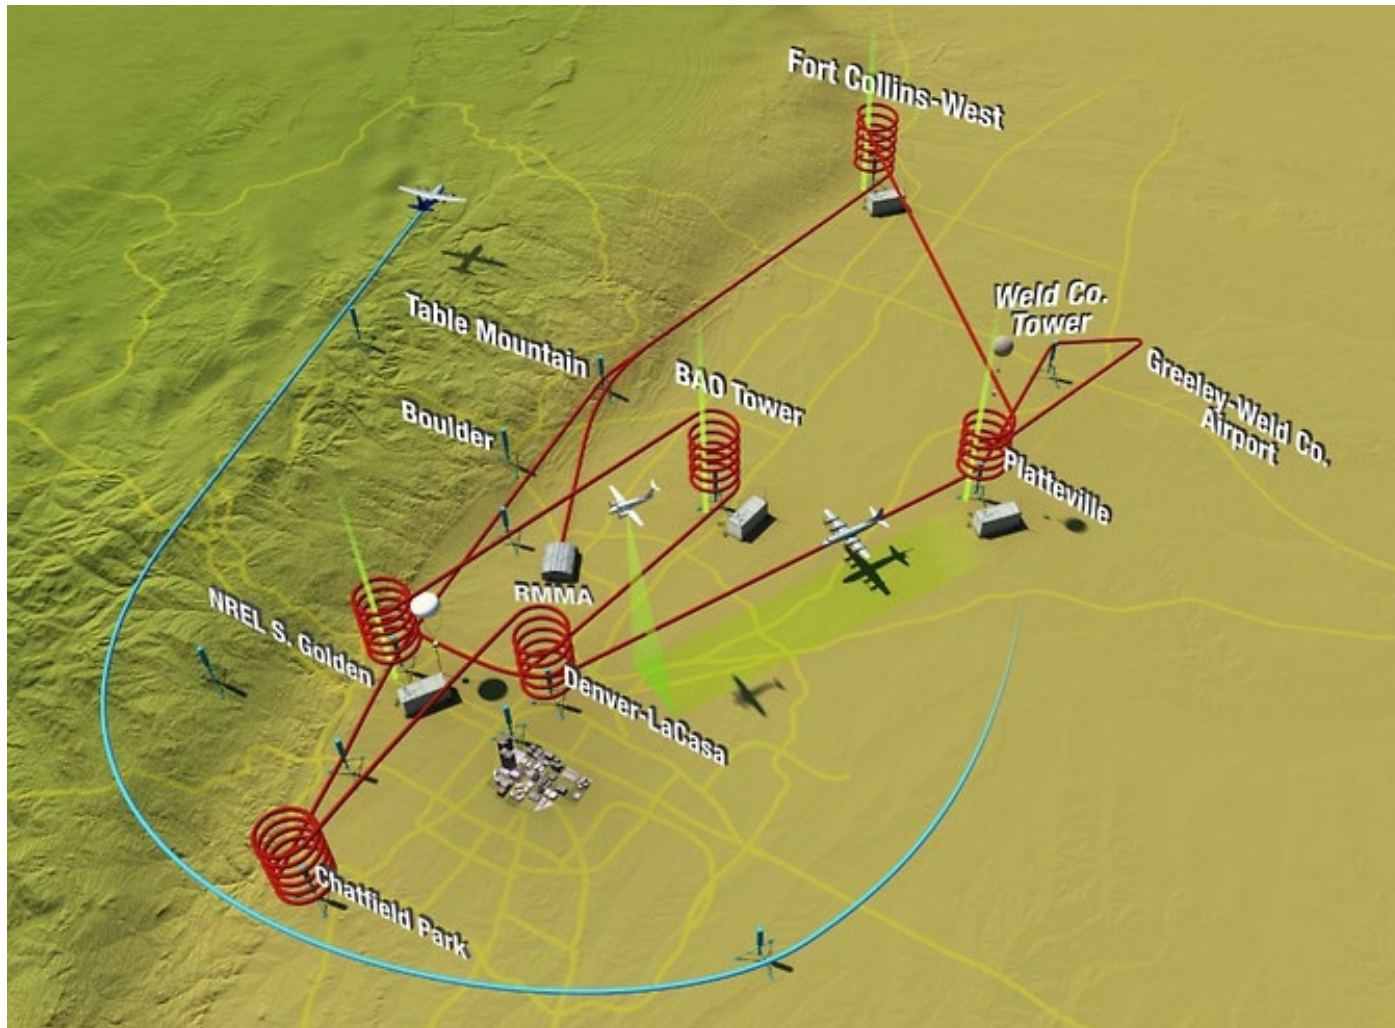 Fort Collins-West
Weld Co.
Tower
Table Mountain
Greeley-Weld Co.
Airport
BAO Tower
Boulder
Platteville
RMMA
NREL S. Golden
Denver-LaCasa
Chatfield Park